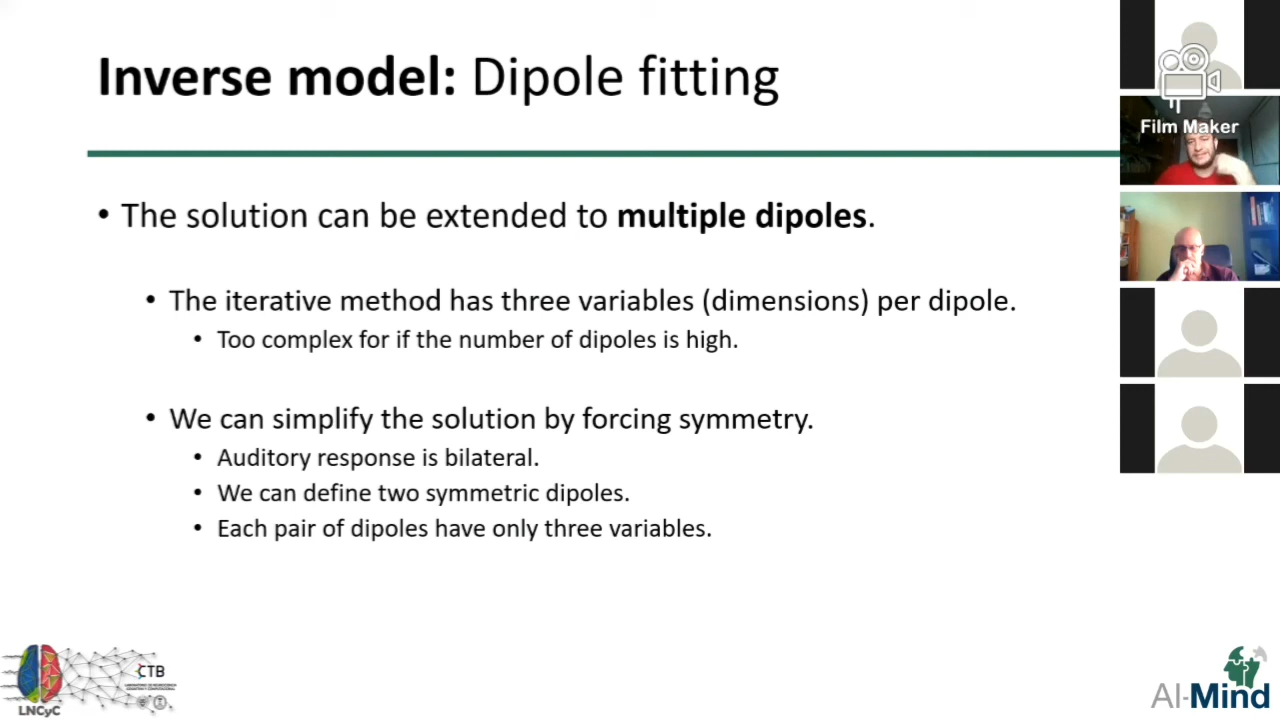 Inverse model: Dipole fitting
• The solution can be extended to multiple dipoles.
• The iterative method has three variables (dimensions) per dipole.
• Too complex for if the number of dipoles is high.
• We can simplify the solution by forcing symmetry.
• Auditory response is bilateral.
• We can define two symmetric dipoles.
• Each pair of dipoles have only three variables.
Film Maker
LNCyC
CTB
AI-Mind